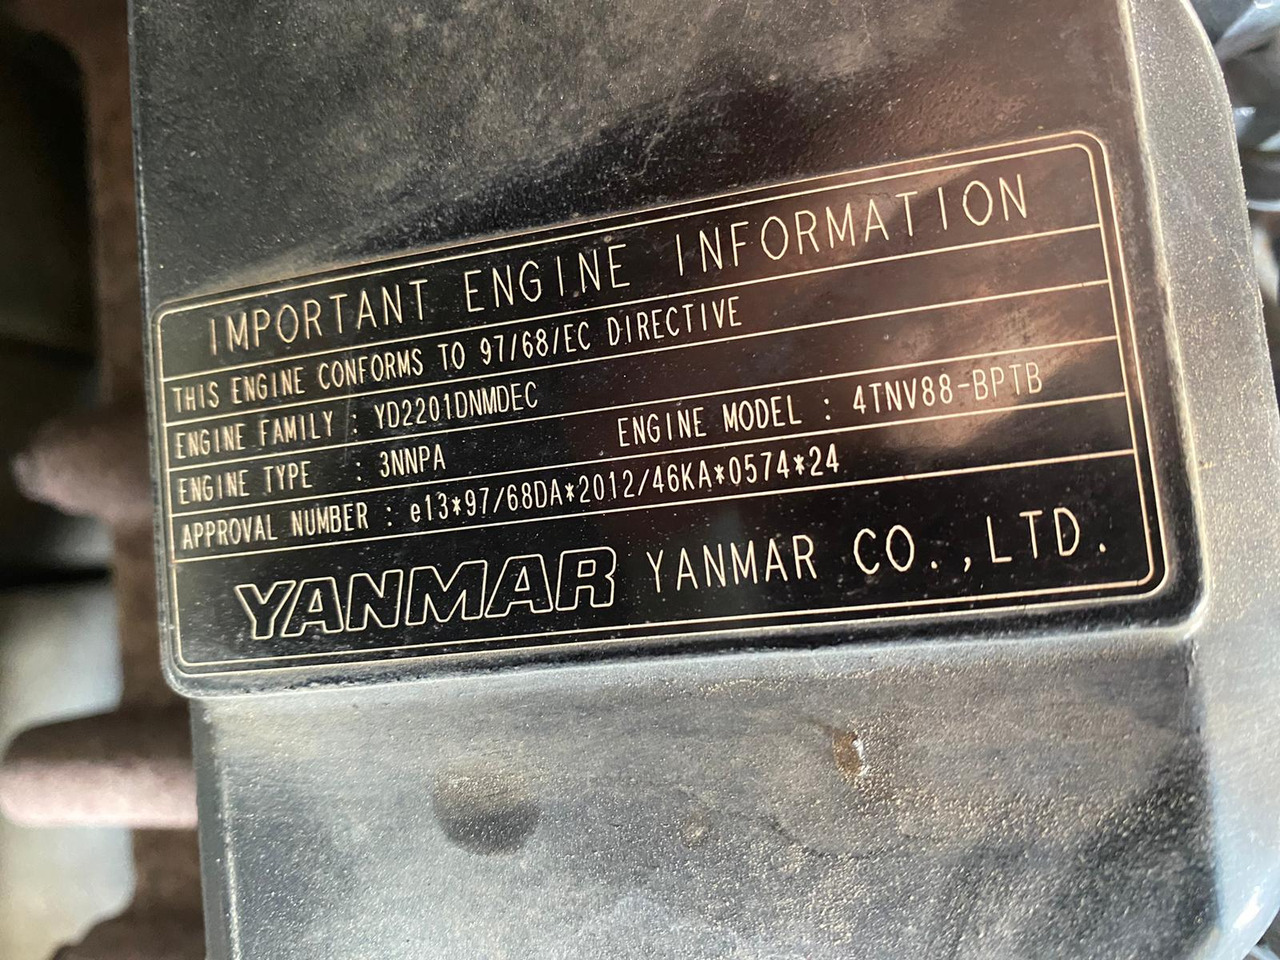 IMPORTANT ENGINE INFORMATION
THIS ENGINE CONFORMS TO 97/68/EC DIRECTIVE
ENGINE FAMILY : YD2201DNMDEC
ENGINE TYPE : 3NNPA ENGINE MODEL : 4TNV88-BPTB
APPROVAL NUMBER : e13*97/68DA*2012/46KA*0574*24
YANMAR YANMAR CO.,LTD.